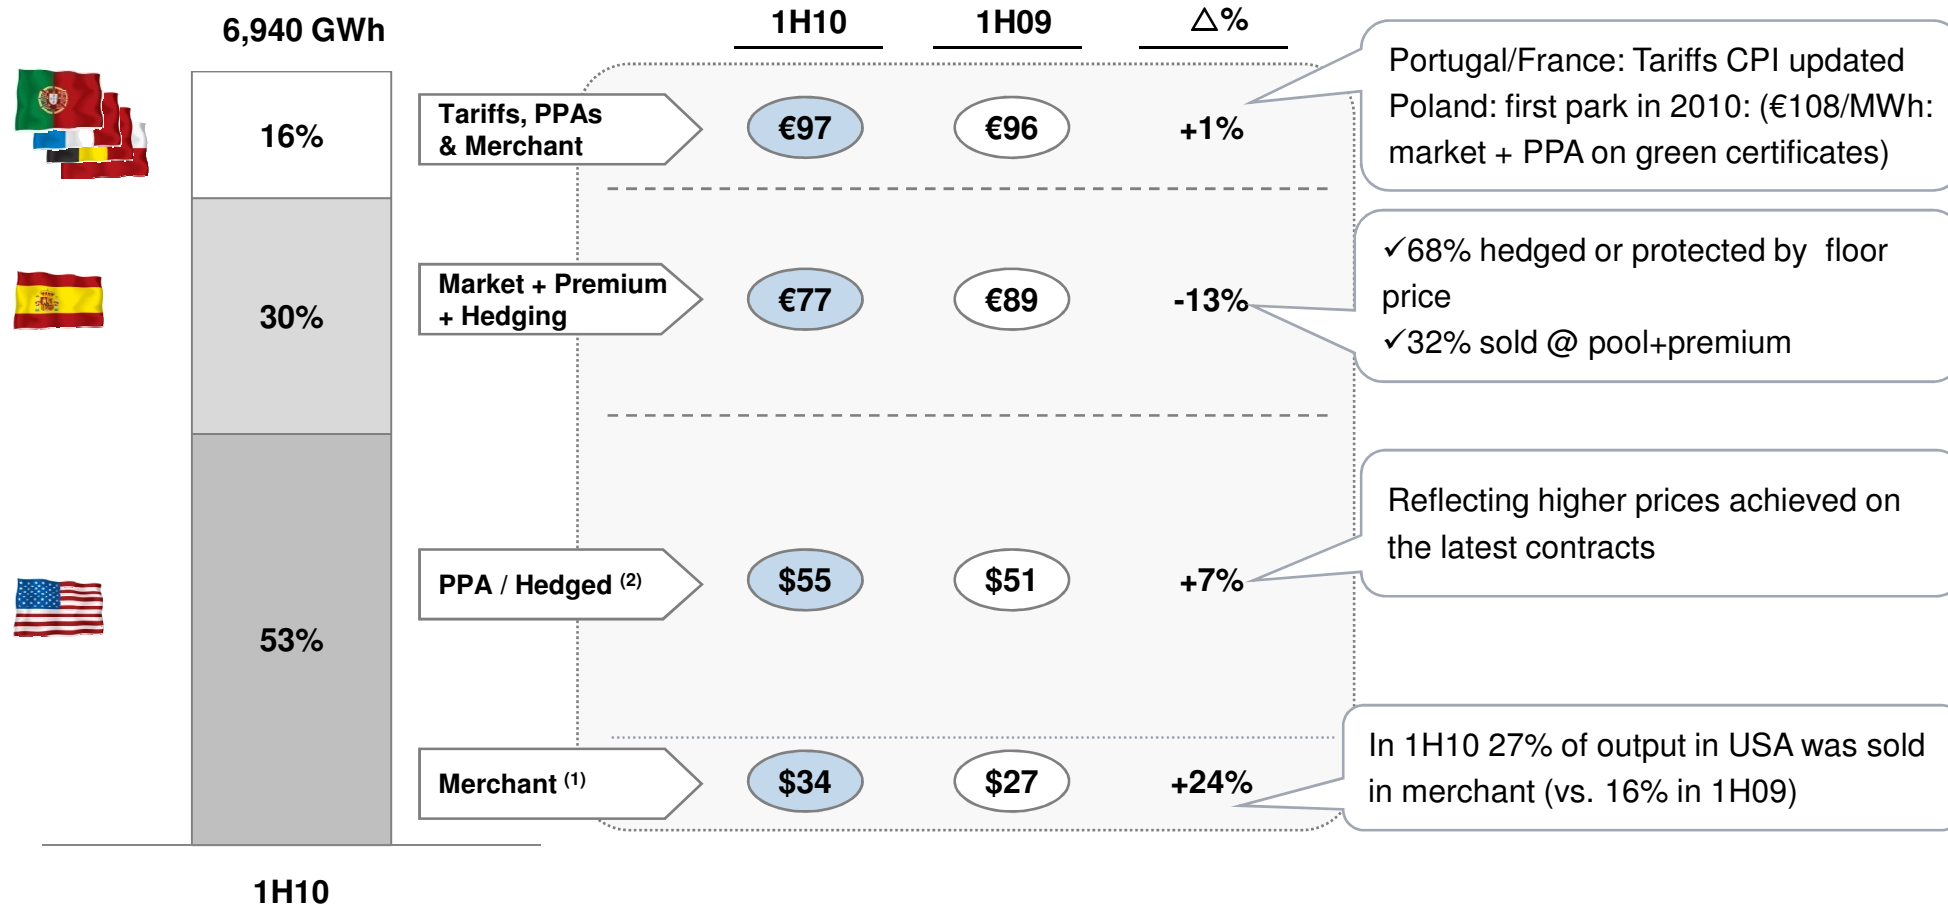 6,940 GWh
1H10
1H09
△%
16%
Tariffs, PPAs
& Merchant
€97
€96
+1%
Portugal/France: Tariffs CPI updated
Poland: first park in 2010: (€108/MWh:
market + PPA on green certificates)
30%
Market + Premium
+ Hedging
€77
€89
-13%
✓68% hedged or protected by floor
price
✓32% sold @ pool+premium
53%
PPA / Hedged (2)
$55
$51
+7%
Reflecting higher prices achieved on
the latest contracts
Merchant (1)
$34
$27
+24%
In 1H10 27% of output in USA was sold
in merchant (vs. 16% in 1H09)
1H10